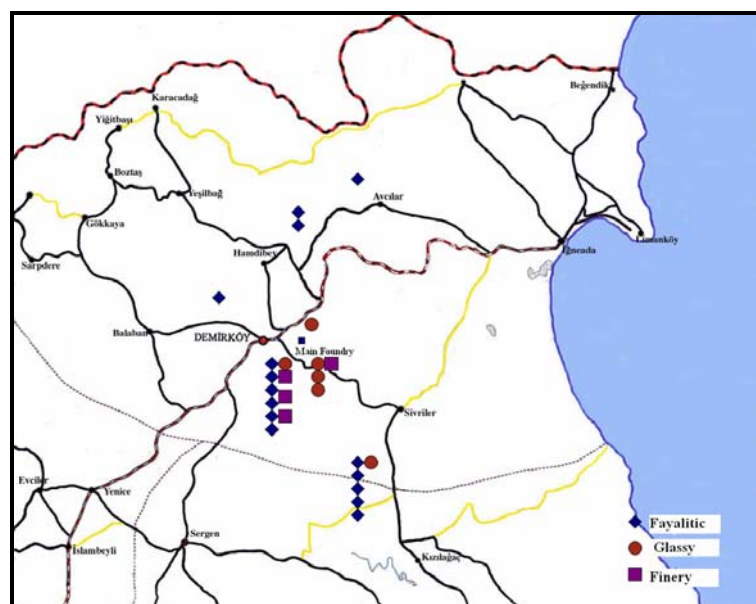 Karacadağ
Beğendik
Yiğitbaşı
Boztaş
Yeşilbağ
Avcılar
Gökkaya
Limanköy
İğneada
Hamdibey
Sarpdere
Balaban
DEMİRKÖY
Main Foundry
Sivriler
Evciler
Yenice
Sergen
İslambeyli
Kızılağaç
Fayalitic
Glassy
Finery